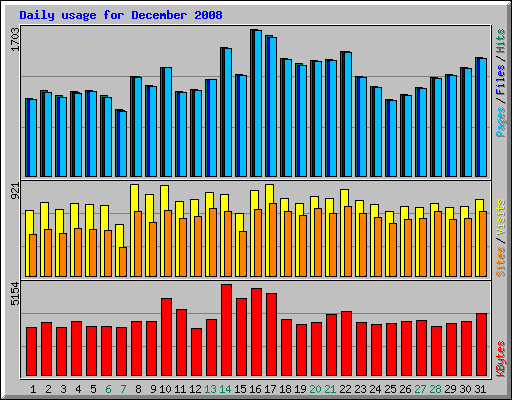 Daily usage for December 2008
1703
Pages / Files / Hits
921
Sites / Visits
5154
KBytes
1 2 3 4 5 6 7 8 9 10 11 12 13 14 15 16 17 18 19 20 21 22 23 24 25 26 27 28 29 30 31